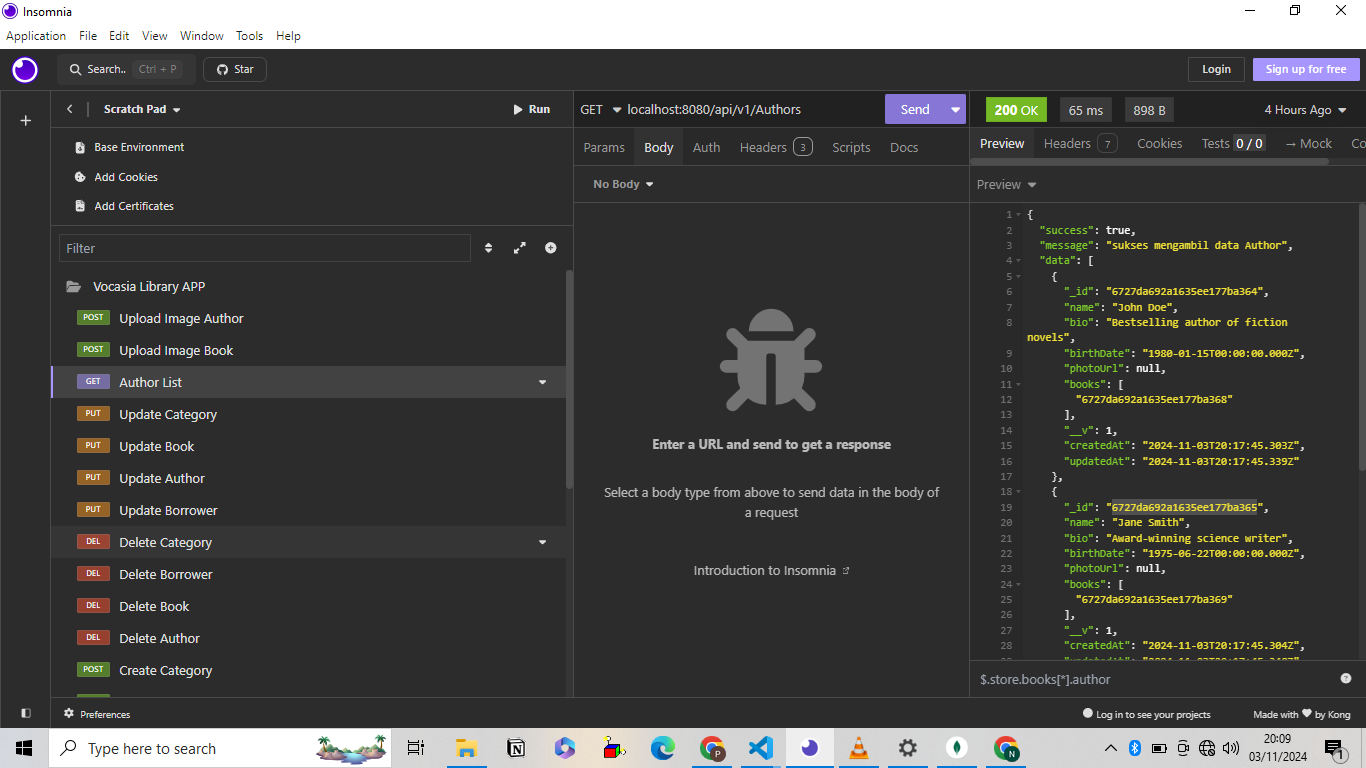 Insomnia
Application File Edit View Window Tools Help
Search.. Ctrl + P
Star
Login
Sign up for free
Scratch Pad
Run
Base Environment
Add Cookies
Add Certificates
Filter
Vocasia Library APP
POST Upload Image Author
POST Upload Image Book
GET Author List
PUT Update Category
PUT Update Book
PUT Update Author
PUT Update Borrower
DEL Delete Category
DEL Delete Borrower
DEL Delete Book
DEL Delete Author
POST Create Category
Preferences
GET localhost:8080/api/v1/Authors
Send
Params Body Auth Headers 3 Scripts Docs
No Body
Enter a URL and send to get a response
Select a body type from above to send data in the body of
a request
Introduction to Insomnia
200 OK 65 ms 898 B 4 Hours Ago
Preview Headers 7 Cookies Tests 0 / 0 → Mock Co
Preview
1 {
2 "success": true,
3 "message": "sukses mengambil data Author",
4 "data": [
5 {
6 "_id": "6727da692a1635ee177ba364",
7 "name": "John Doe",
8 "bio": "Bestselling author of fiction
novels",
9 "birthDate": "1980-01-15T00:00:00.000Z",
10 "photoUrl": null,
11 "books": [
12 "6727da692a1635ee177ba368"
13 ],
14 "__v": 1,
15 "createdAt": "2024-11-03T20:17:45.303Z",
16 "updatedAt": "2024-11-03T20:17:45.339Z"
17 },
18 {
19 "_id": "6727da692a1635ee177ba365",
20 "name": "Jane Smith",
21 "bio": "Award-winning science writer",
22 "birthDate": "1975-06-22T00:00:00.000Z",
23 "photoUrl": null,
24 "books": [
25 "6727da692a1635ee177ba369"
26 ],
27 "__v": 1,
28 "createdAt": "2024-11-03T20:17:45.304Z",
$.store.books[*].author
Log in to see your projects
Made with ❤ by Kong
Type here to search
P
N
20:09
03/11/2024
1